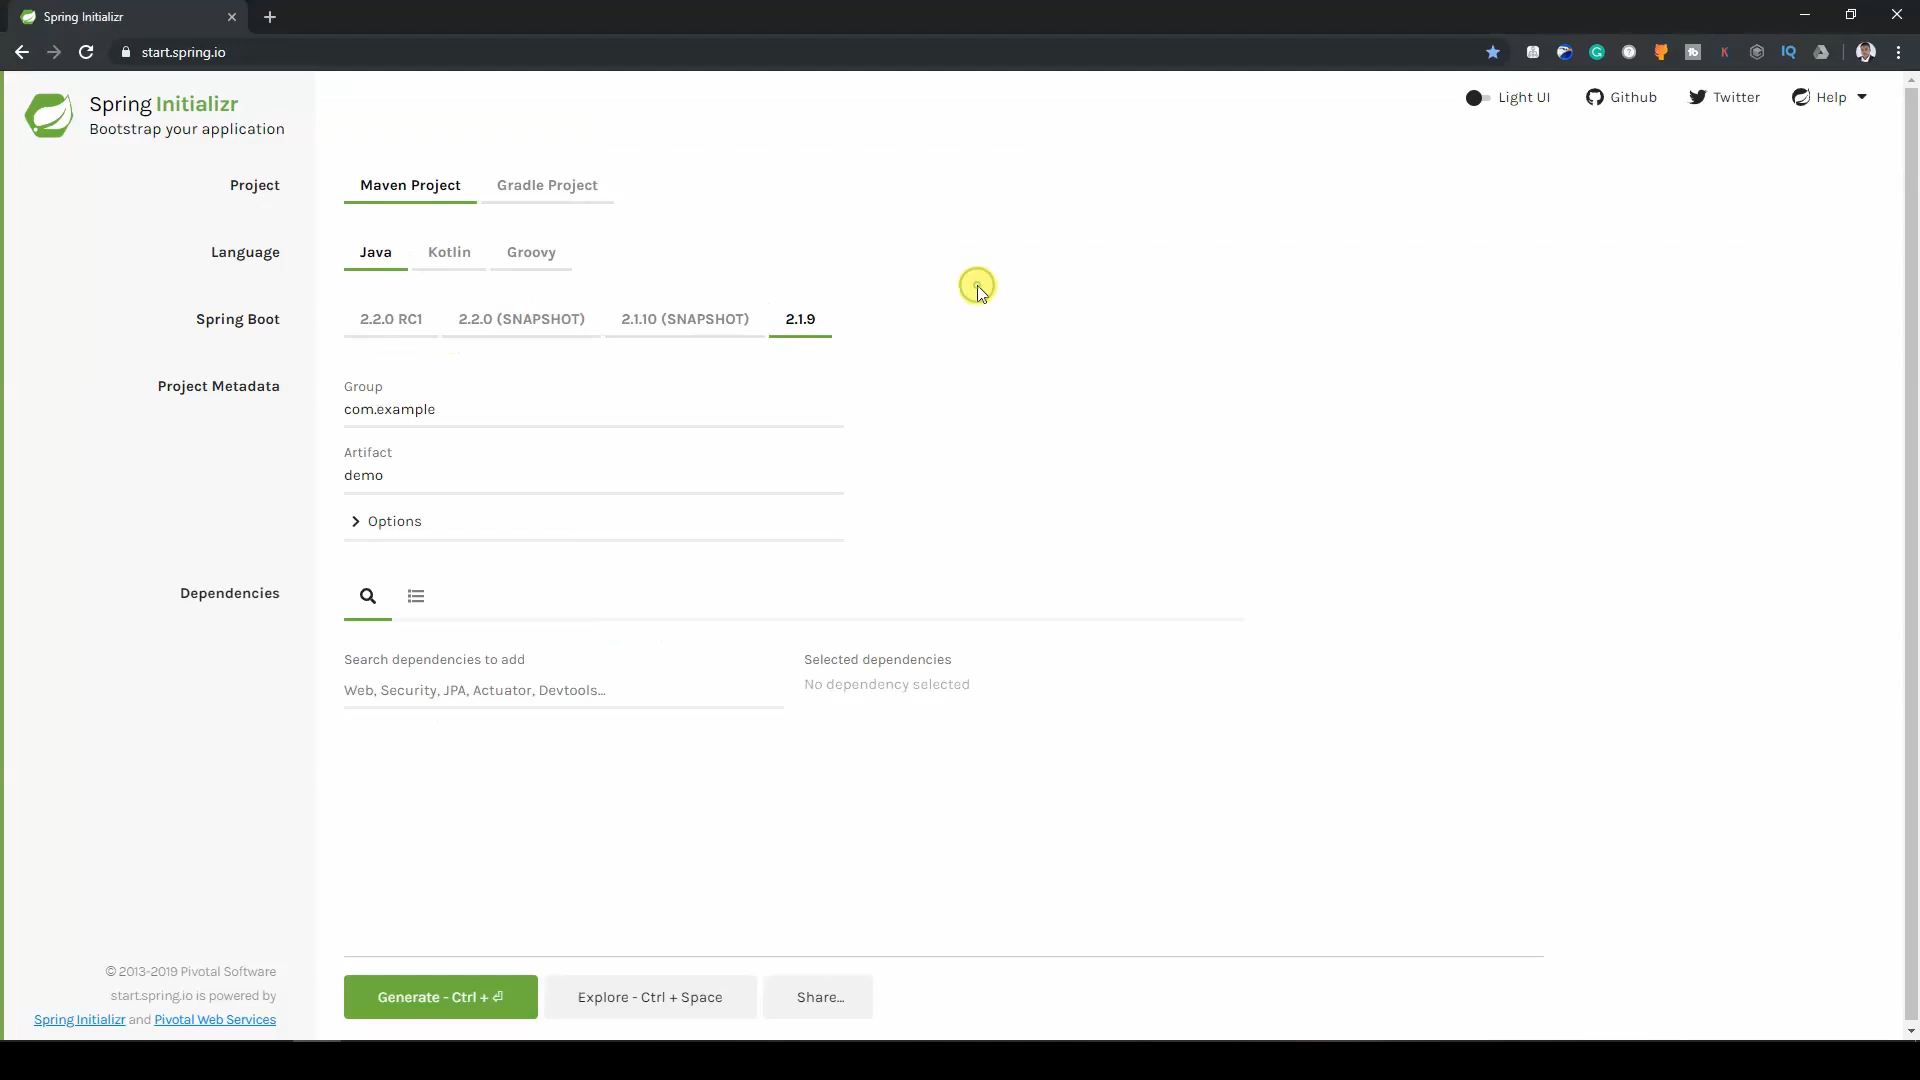 Spring Initializr
start.spring.io
Spring Initializr
Bootstrap your application
Light UI
Github
Twitter
Help
Project
Maven Project
Gradle Project
Language
Java
Kotlin
Groovy
Spring Boot
2.2.0 RC1
2.2.0 (SNAPSHOT)
2.1.10 (SNAPSHOT)
2.1.9
Project Metadata
Group
com.example
Artifact
demo
Options
Dependencies
Search dependencies to add
Web, Security, JPA, Actuator, Devtools...
Selected dependencies
No dependency selected
© 2013-2019 Pivotal Software
start.spring.io is powered by
Spring Initializr and Pivotal Web Services
Generate - Ctrl + ⏎
Explore - Ctrl + Space
Share...